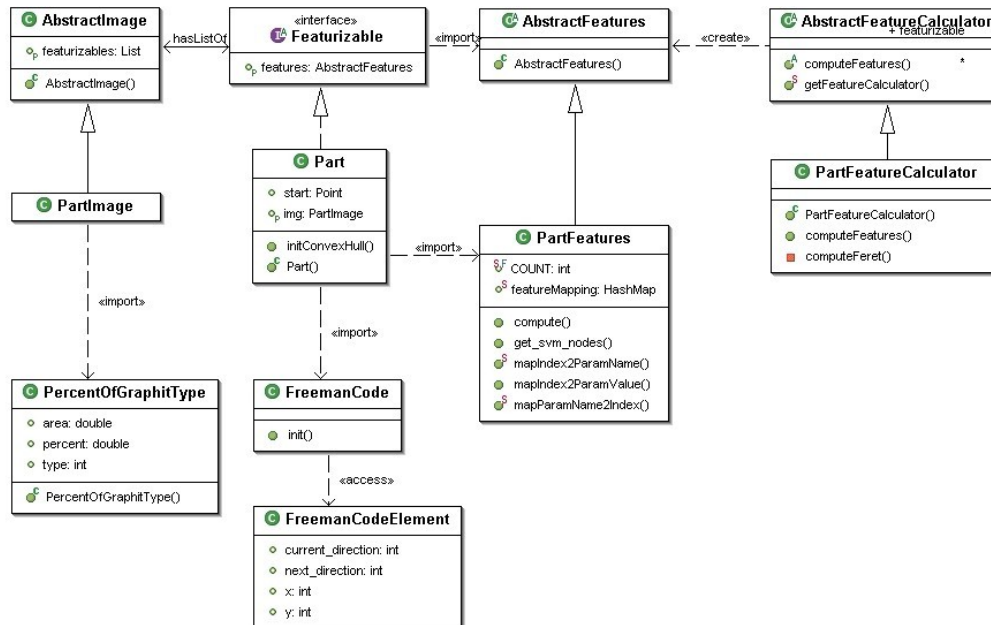 AbstractImage
featurizables: List
AbstractImage()
hasListOf
«interface»
Featurizable
features: AbstractFeatures
«import»
AbstractFeatures
AbstractFeatures()
«create»
AbstractFeatureCalculator
+ featurizable
computeFeatures()
*
getFeatureCalculator()
PartImage
«import»
Part
start: Point
img: PartImage
initConvexHull()
Part()
«import»
«import»
PartFeatures
COUNT: int
featureMapping: HashMap
compute()
get_svm_nodes()
mapIndex2ParamName()
mapIndex2ParamValue()
mapParamName2Index()
PartFeatureCalculator
PartFeatureCalculator()
computeFeatures()
computeFeret()
PercentOfGraphitType
area: double
percent: double
type: int
PercentOfGraphitType()
FreemanCode
init()
«access»
FreemanCodeElement
current_direction: int
next_direction: int
x: int
y: int